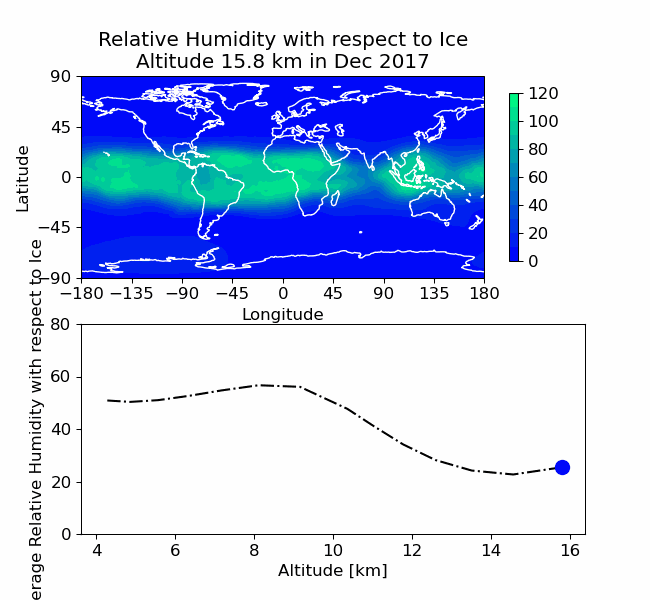 Relative Humidity with respect to Ice
Altitude 15.8 km in Dec 2017
90
45
0
−45
−90
Latitude
−180 −135 −90 −45 0 45 90 135 180
Longitude
120
100
80
60
40
20
0
80
60
40
20
0
erage Relative Humidity with respect to Ice
4 6 8 10 12 14 16
Altitude [km]